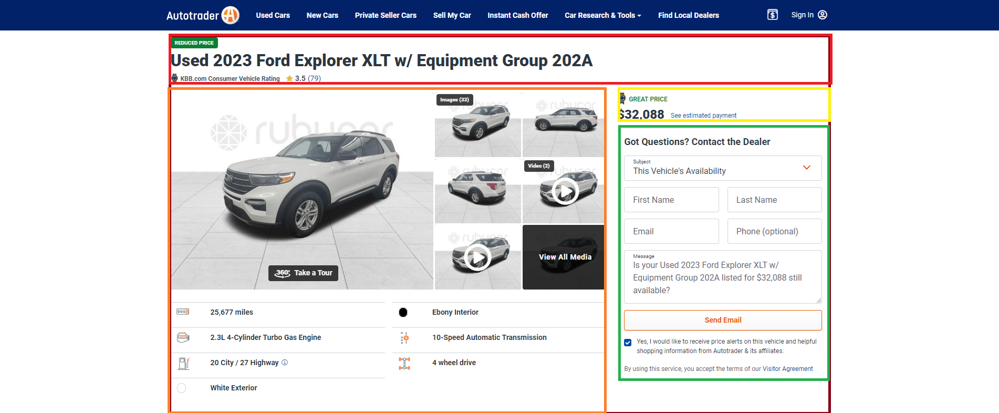 Autotrader
Used Cars
New Cars
Private Seller Cars
Sell My Car
Instant Cash Offer
Car Research & Tools
Find Local Dealers
Sign In
REDUCED PRICE
Used 2023 Ford Explorer XLT w/ Equipment Group 202A
KBB.com Consumer Vehicle Rating 3.5 (79)
rubycar
360° Take a Tour
Images (33)
rubycar
rubycar
rubycar
Video (2)
rubycar
rubycar
View All Media
25,677 miles
Ebony Interior
2.3L 4-Cylinder Turbo Gas Engine
10-Speed Automatic Transmission
20 City / 27 Highway
4 wheel drive
White Exterior
GREAT PRICE
$32,088 See estimated payment
Got Questions? Contact the Dealer
Subject
This Vehicle's Availability
First Name
Last Name
Email
Phone (optional)
Message
Is your Used 2023 Ford Explorer XLT w/
Equipment Group 202A listed for $32,088 still
available?
Send Email
Yes, I would like to receive price alerts on this vehicle and helpful
shopping information from Autotrader & its affiliates.
By using this service, you accept the terms of our Visitor Agreement